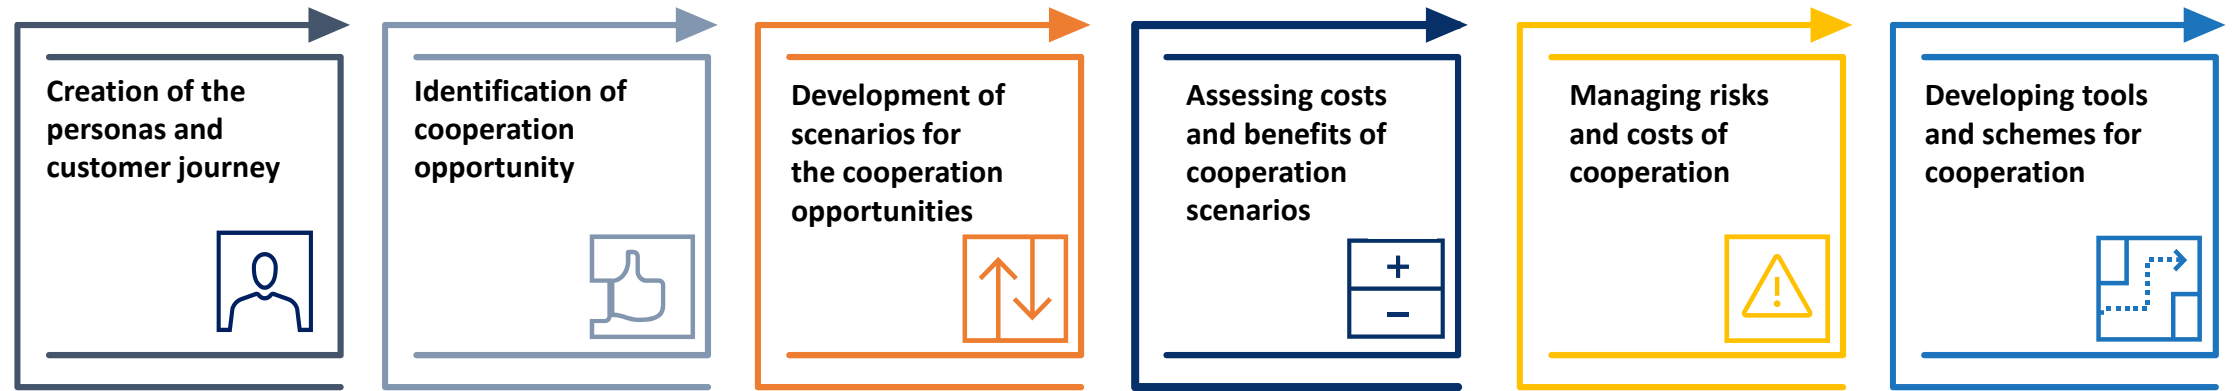 Creation of the
personas and
customer journey
Identification of
cooperation
opportunity
Development of
scenarios for
the cooperation
opportunities
Assessing costs
and benefits of
cooperation
scenarios
Managing risks
and costs of
cooperation
Developing tools
and schemes for
cooperation